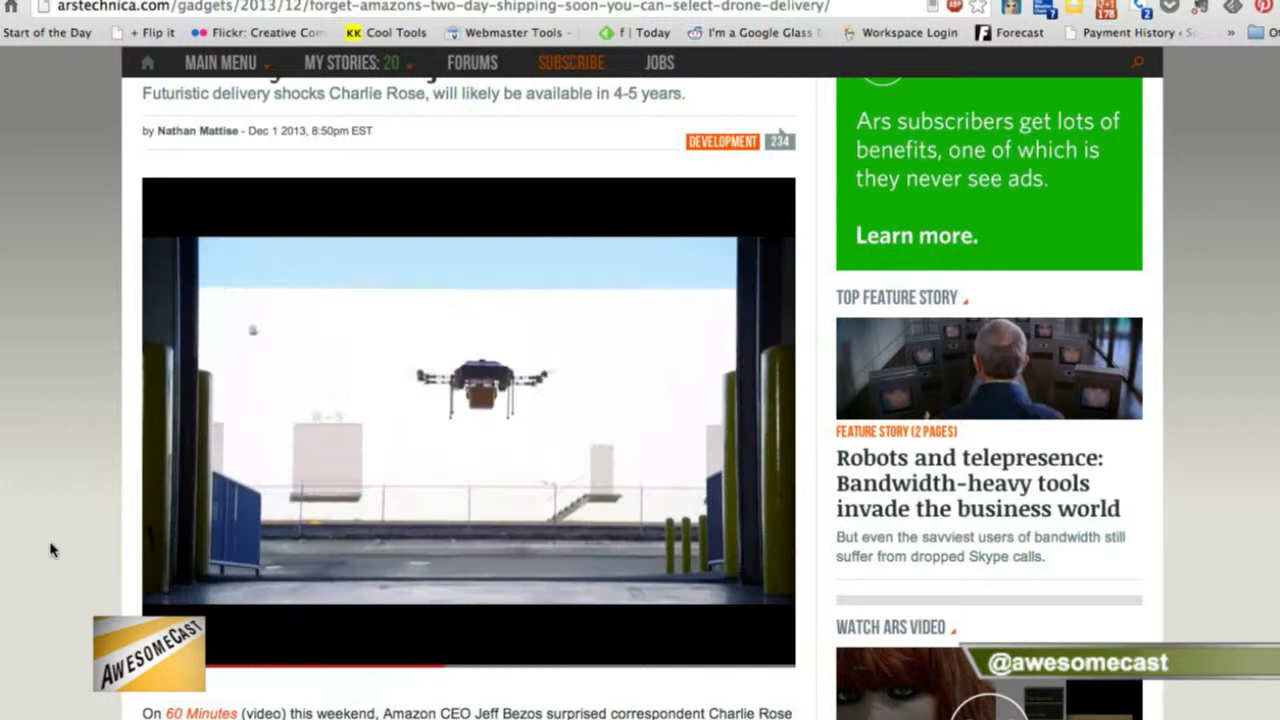 arstechnica.com/gadgets/2013/12/forget-amazons-two-day-shipping-soon-you-can-select-drone-delivery/
Start of the Day
+ Flip it
Flickr: Creative Com
KK Cool Tools
Webmaster Tools -
f | Today
I'm a Google Glass E
Workspace Login
Forecast
Payment History
»
MAIN MENU
MY STORIES: 20
FORUMS
SUBSCRIBE
JOBS
Futuristic delivery shocks Charlie Rose, will likely be available in 4-5 years.
by Nathan Mattise - Dec 1 2013, 8:50pm EST
DEVELOPMENT
234
Ars subscribers get lots of
benefits, one of which is
they never see ads.
Learn more.
TOP FEATURE STORY
FEATURE STORY (2 PAGES)
Robots and telepresence:
Bandwidth-heavy tools
invade the business world
But even the savviest users of bandwidth still
suffer from dropped Skype calls.
WATCH ARS VIDEO
AWESOMECAST
@awesomecast
On 60 Minutes (video) this weekend, Amazon CEO Jeff Bezos surprised correspondent Charlie Rose